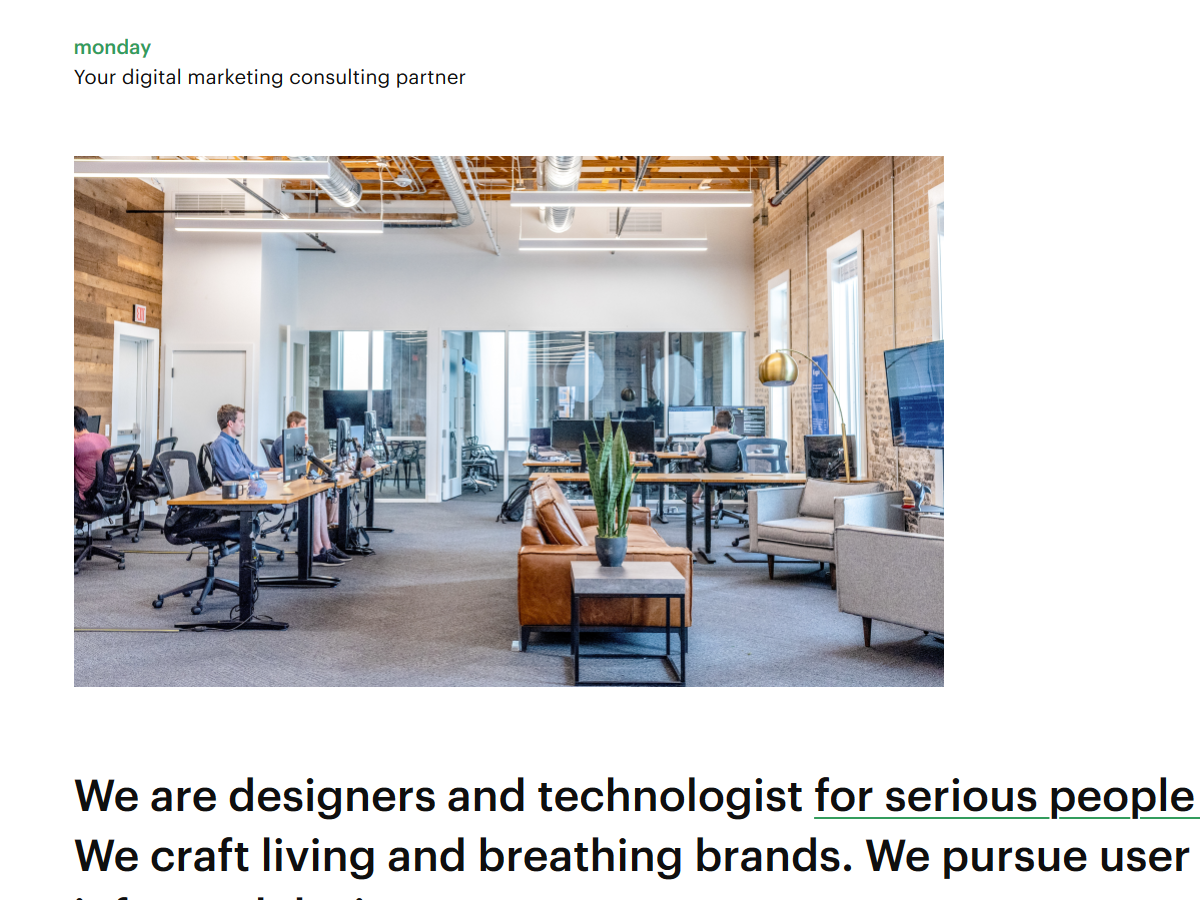 monday
Your digital marketing consulting partner
EXIT
We are designers and technologist for serious people
We craft living and breathing brands. We pursue user